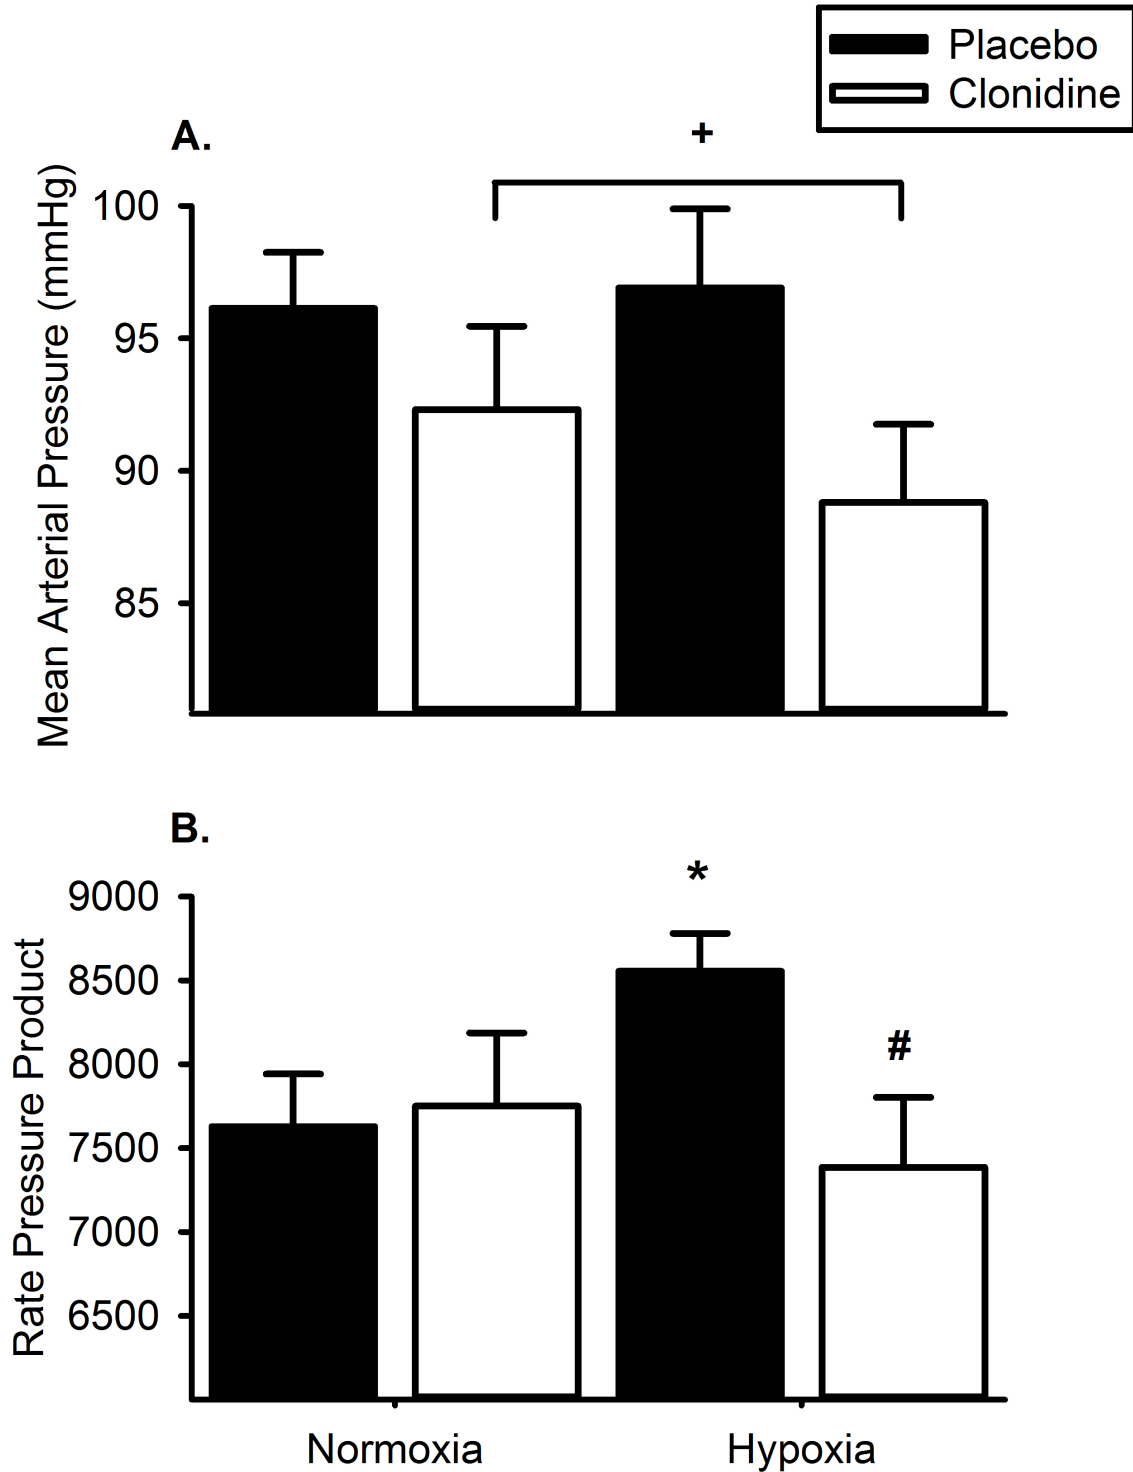 Placebo
Clonidine
A.
+
Mean Arterial Pressure (mmHg)
100
95
90
85
B.
*
#
Rate Pressure Product
9000
8500
8000
7500
7000
6500
Normoxia
Hypoxia